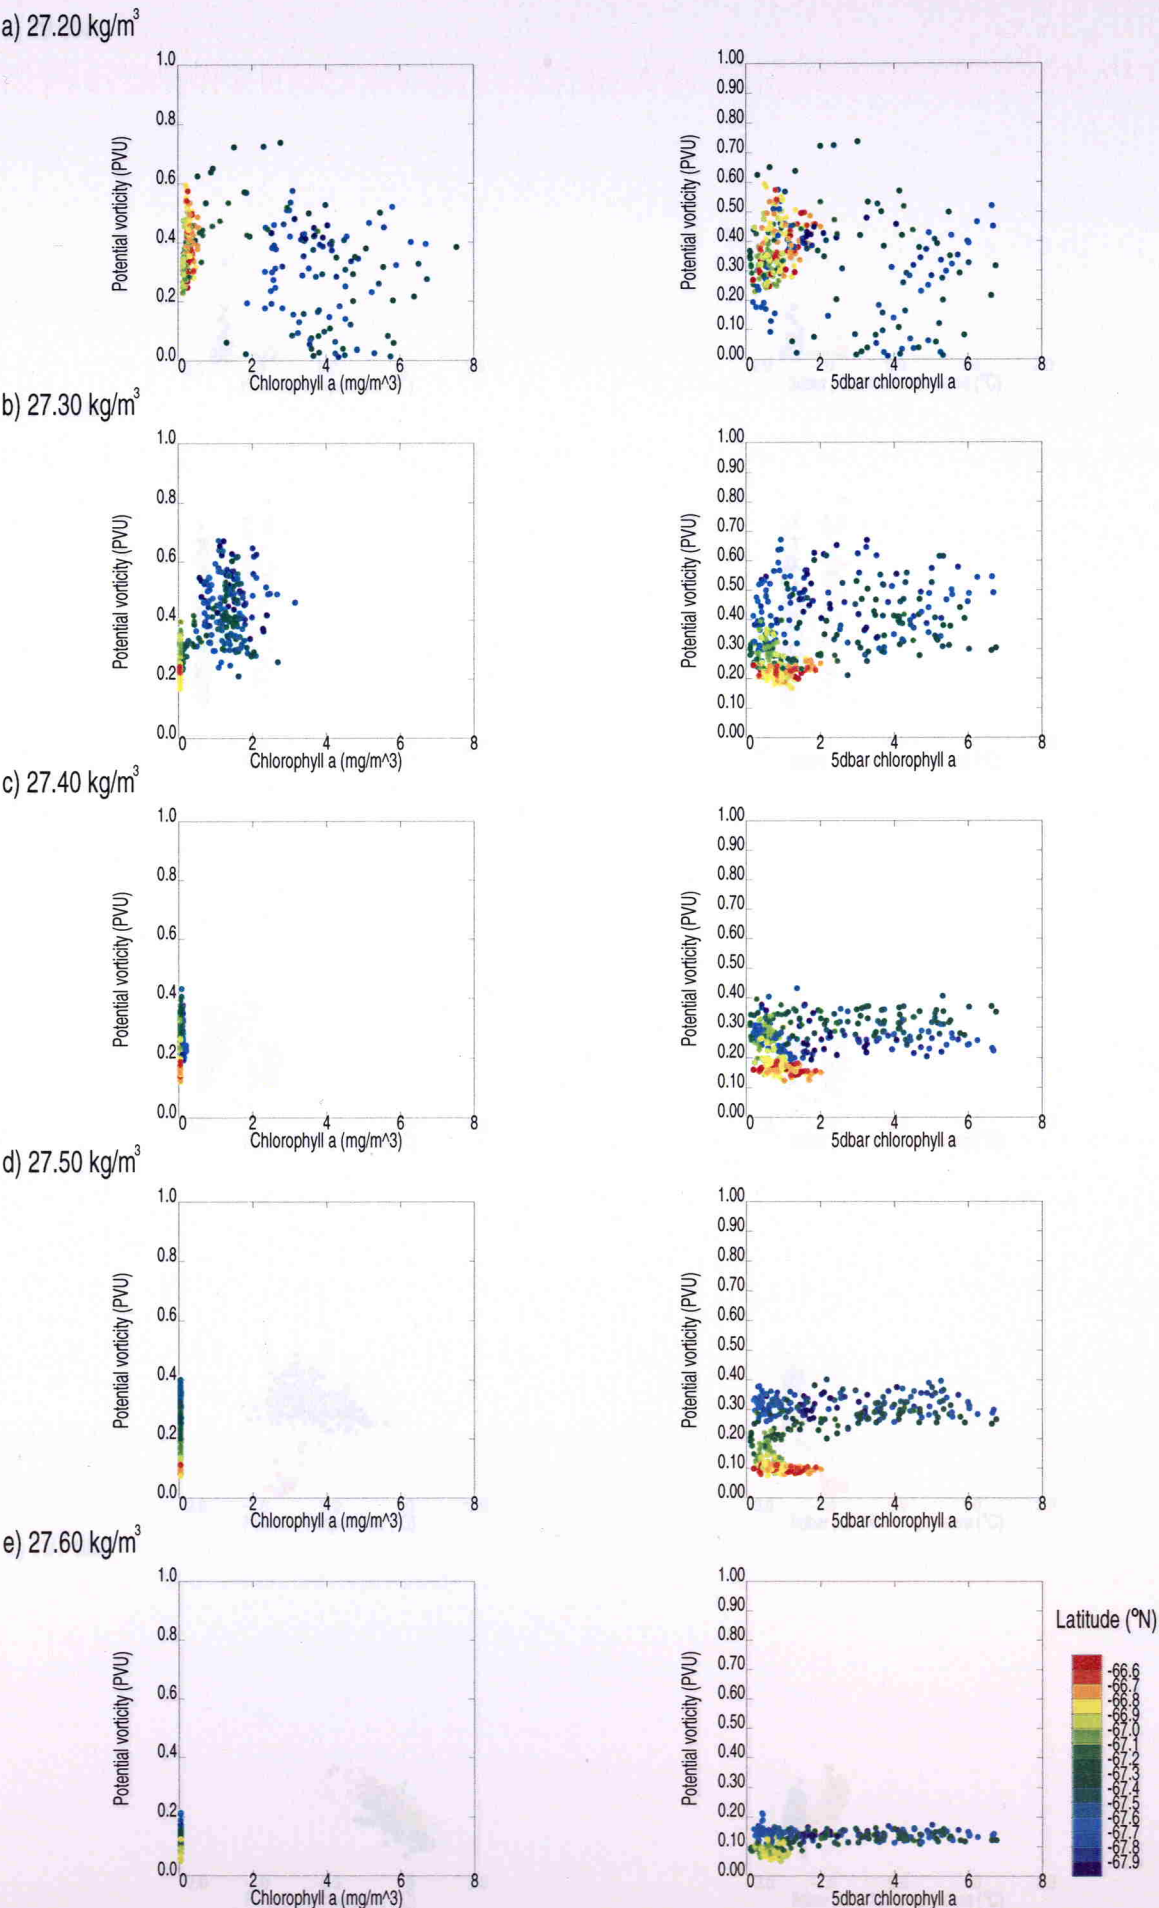 a) 27.20 kg/m³
1.0
0.8
0.6
0.4
0.2
0.0
Potential vorticity (PVU)
0 2 4 6 8
Chlorophyll a (mg/m^3)
1.00
0.90
0.80
0.70
0.60
0.50
0.40
0.30
0.20
0.10
0.00
Potential vorticity (PVU)
0 2 4 6 8
5dbar chlorophyll a
b) 27.30 kg/m³
1.0
0.8
0.6
0.4
0.2
0.0
Potential vorticity (PVU)
0 2 4 6 8
Chlorophyll a (mg/m^3)
1.00
0.90
0.80
0.70
0.60
0.50
0.40
0.30
0.20
0.10
0.00
Potential vorticity (PVU)
0 2 4 6 8
5dbar chlorophyll a
c) 27.40 kg/m³
1.0
0.8
0.6
0.4
0.2
0.0
Potential vorticity (PVU)
0 2 4 6 8
Chlorophyll a (mg/m^3)
1.00
0.90
0.80
0.70
0.60
0.50
0.40
0.30
0.20
0.10
0.00
Potential vorticity (PVU)
0 2 4 6 8
5dbar chlorophyll a
d) 27.50 kg/m³
1.0
0.8
0.6
0.4
0.2
0.0
Potential vorticity (PVU)
0 2 4 6 8
Chlorophyll a (mg/m^3)
1.00
0.90
0.80
0.70
0.60
0.50
0.40
0.30
0.20
0.10
0.00
Potential vorticity (PVU)
0 2 4 6 8
5dbar chlorophyll a
e) 27.60 kg/m³
1.0
0.8
0.6
0.4
0.2
0.0
Potential vorticity (PVU)
0 2 4 6 8
Chlorophyll a (mg/m^3)
1.00
0.90
0.80
0.70
0.60
0.50
0.40
0.30
0.20
0.10
0.00
Potential vorticity (PVU)
0 2 4 6 8
5dbar chlorophyll a
Latitude (°N)
-66.6
-66.7
-66.8
-66.9
-67.0
-67.1
-67.2
-67.3
-67.4
-67.5
-67.6
-67.7
-67.8
-67.9